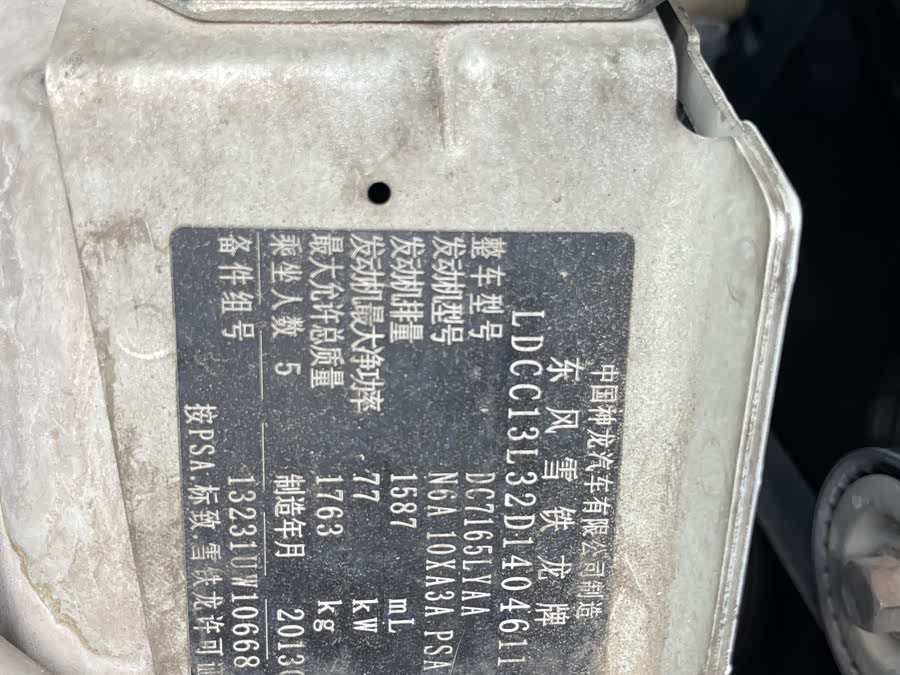 中国神龙汽车有限公司制造
东风雪铁龙牌
LDCC13L32D1404611
整车型号 DC7165LYAA
发动机型号 N6A 10XA3A PSA
发动机排量 1587 mL
发动机最大净功率 77 kW
最大允许总质量 1763 kg
乘坐人数 5 制造年月 2013
备件组号 13231UW10668
按PSA.标致雪铁龙许可证